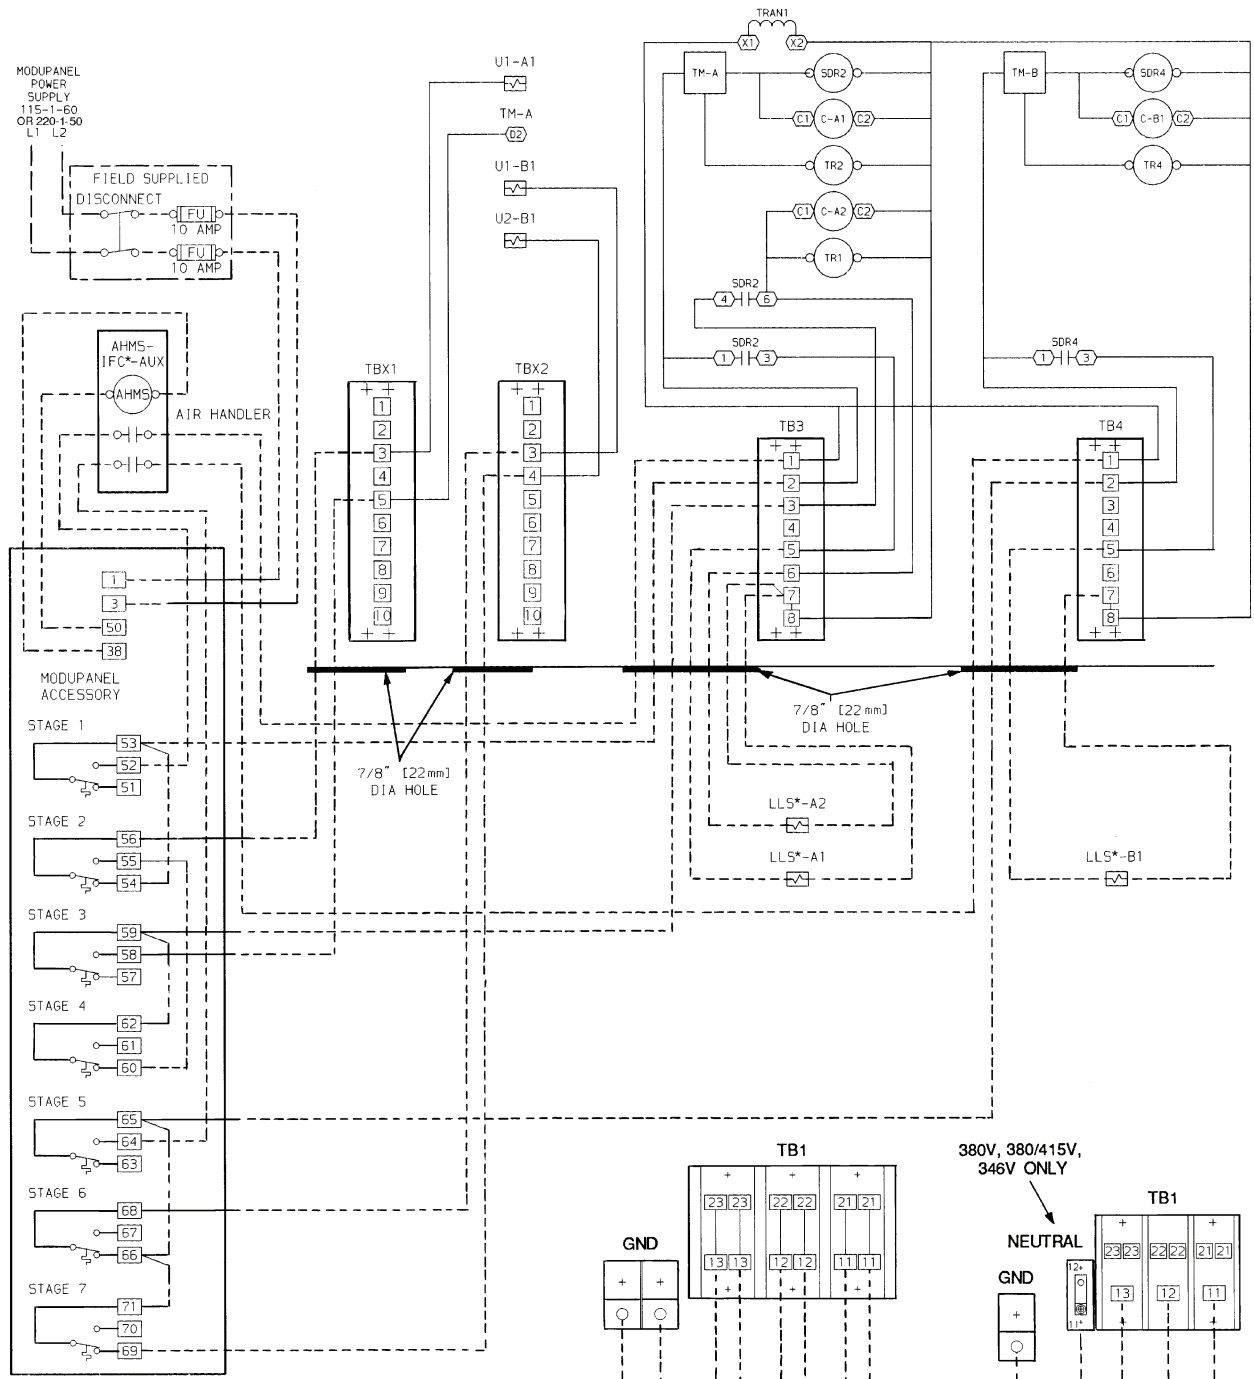 MODUPANEL
POWER
SUPPLY
115-1-60
OR 220-1-50
L1 L2
FIELD SUPPLIED
DISCONNECT
FU
10 AMP
FU
10 AMP
AHMS-
IFC*-AUX
AHMS
AIR HANDLER
U1-A1
TM-A
D2
U1-B1
U2-B1
TRAN1
X1 X2
TM-A
SDR2
C1 C-A1 C2
TR2
C1 C-A2 C2
TR1
SDR2
4 6
SDR2
1 3
TM-B
SDR4
C1 C-B1 C2
TR4
SDR4
1 3
TBX1
1
2
3
4
5
6
7
8
9
10
TBX2
1
2
3
4
5
6
7
8
9
10
TB3
1
2
3
4
5
6
7
8
TB4
1
2
3
4
5
6
7
8
1
3
50
38
MODUPANEL
ACCESSORY
STAGE 1
53
52
51
STAGE 2
56
55
54
STAGE 3
59
58
57
STAGE 4
62
61
60
STAGE 5
65
64
63
STAGE 6
68
67
66
STAGE 7
71
70
69
7/8" [22mm]
DIA HOLE
7/8" [22mm]
DIA HOLE
LLS*-A2
LLS*-A1
LLS*-B1
GND
TB1
23 23 22 22 21 21
13 13 12 12 11 11
380V, 380/415V,
346V ONLY
NEUTRAL
GND
12+
11+
TB1
23 23 22 22 21 21
13 12 11